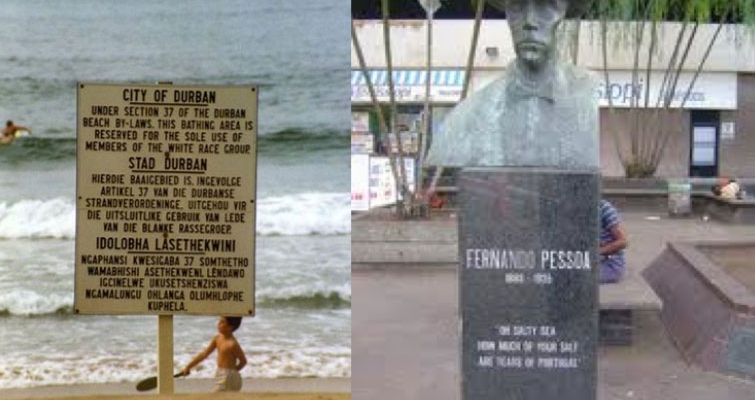 CITY OF DURBAN
UNDER SECTION 37 OF THE DURBAN
BEACH BY-LAWS, THIS BATHING AREA IS
RESERVED FOR THE SOLE USE OF
MEMBERS OF THE WHITE RACE GROUP.
STAD DURBAN
HIERDIE BAAIGEBIED IS, INGEVOLGE
ARTIKEL 37 VAN DIE DURBANSE
STRANDVERORDENINGE, UITGEHOU VIR
DIE UITSLUITLIKE GEBRUIK VAN LEDE
VAN DIE BLANKE RASSEGROEP.
IDOLOBHA LASETHEKWINI
NGAPHANSI KWESIGABA 37 SOMTHETHO
WAMABHISHI ASETHEKWENI, LENDAWO
IGCINELWE UKUSETSHENZISWA
NGAMALUNGU OHLANGA OLUMHLOPHE
KUPHELA.
FERNANDO PESSOA
1888 - 1935
"OH SALTY SEA
HOW MUCH OF YOUR SALT
ARE TEARS OF PORTUGAL"